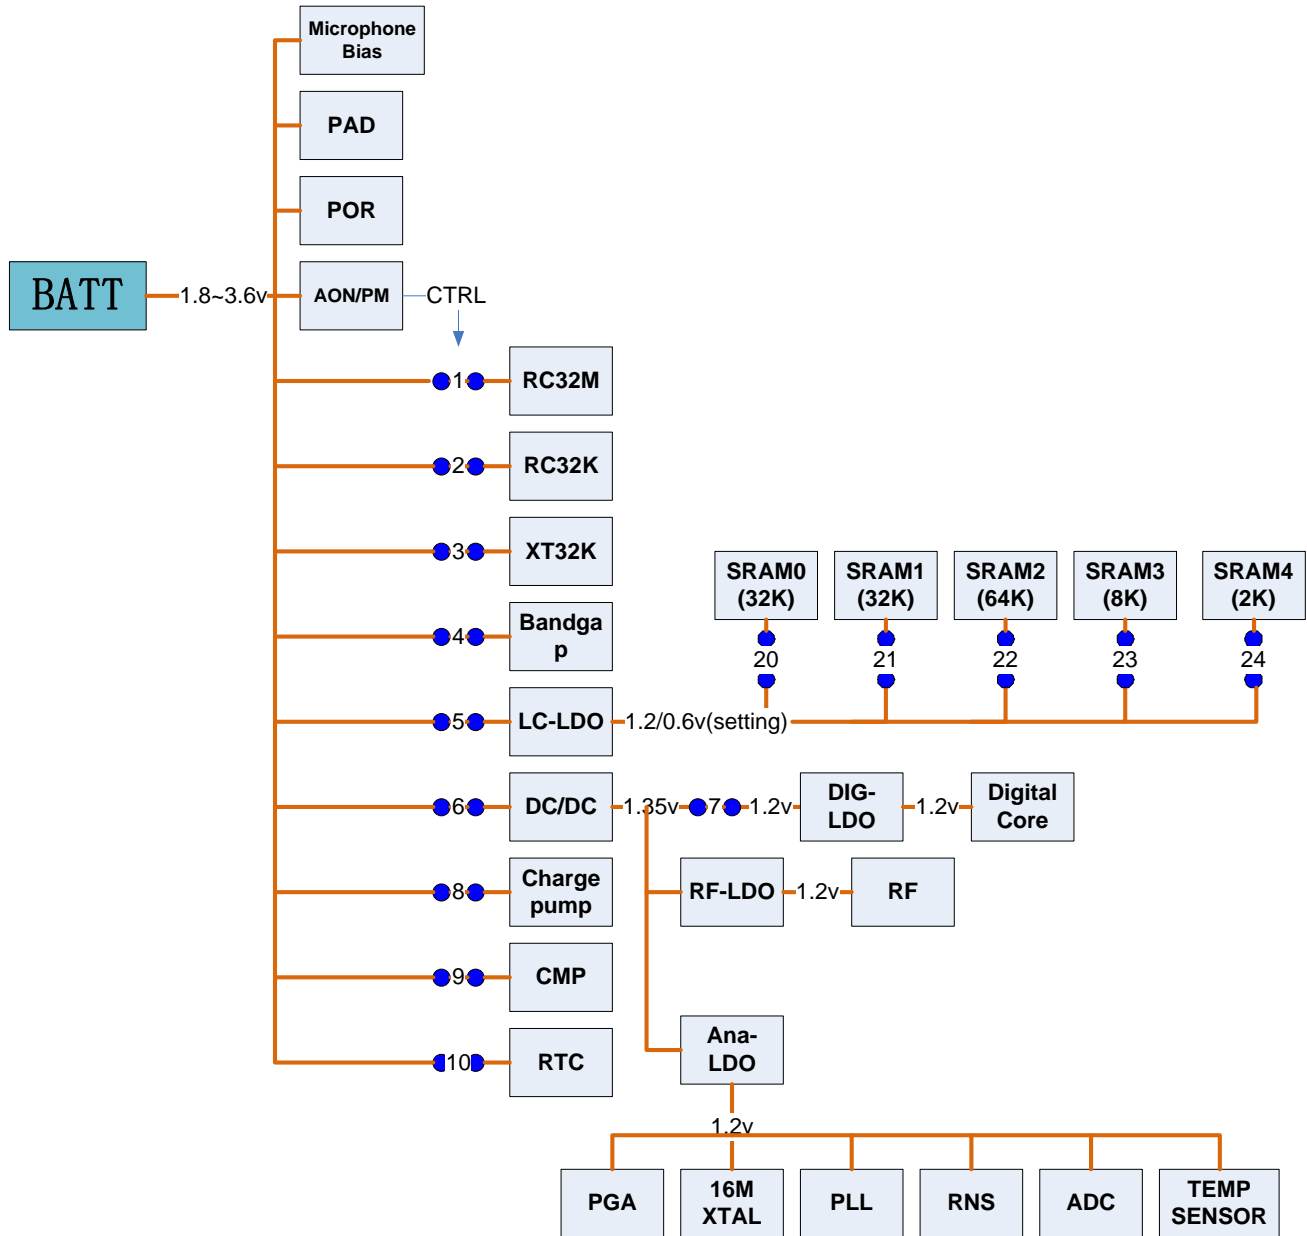 Microphone
Bias
PAD
POR
BATT
1.8~3.6v
AON/PM
CTRL
1
RC32M
2
RC32K
3
XT32K
SRAM0
(32K)
SRAM1
(32K)
SRAM2
(64K)
SRAM3
(8K)
SRAM4
(2K)
4
Bandga
p
20
21
22
23
24
5
LC-LDO
1.2/0.6v(setting)
6
DC/DC
1.35v
7
1.2v
DIG-
LDO
1.2v
Digital
Core
8
Charge
pump
RF-LDO
1.2v
RF
9
CMP
10
RTC
Ana-
LDO
1.2v
PGA
16M
XTAL
PLL
RNS
ADC
TEMP
SENSOR